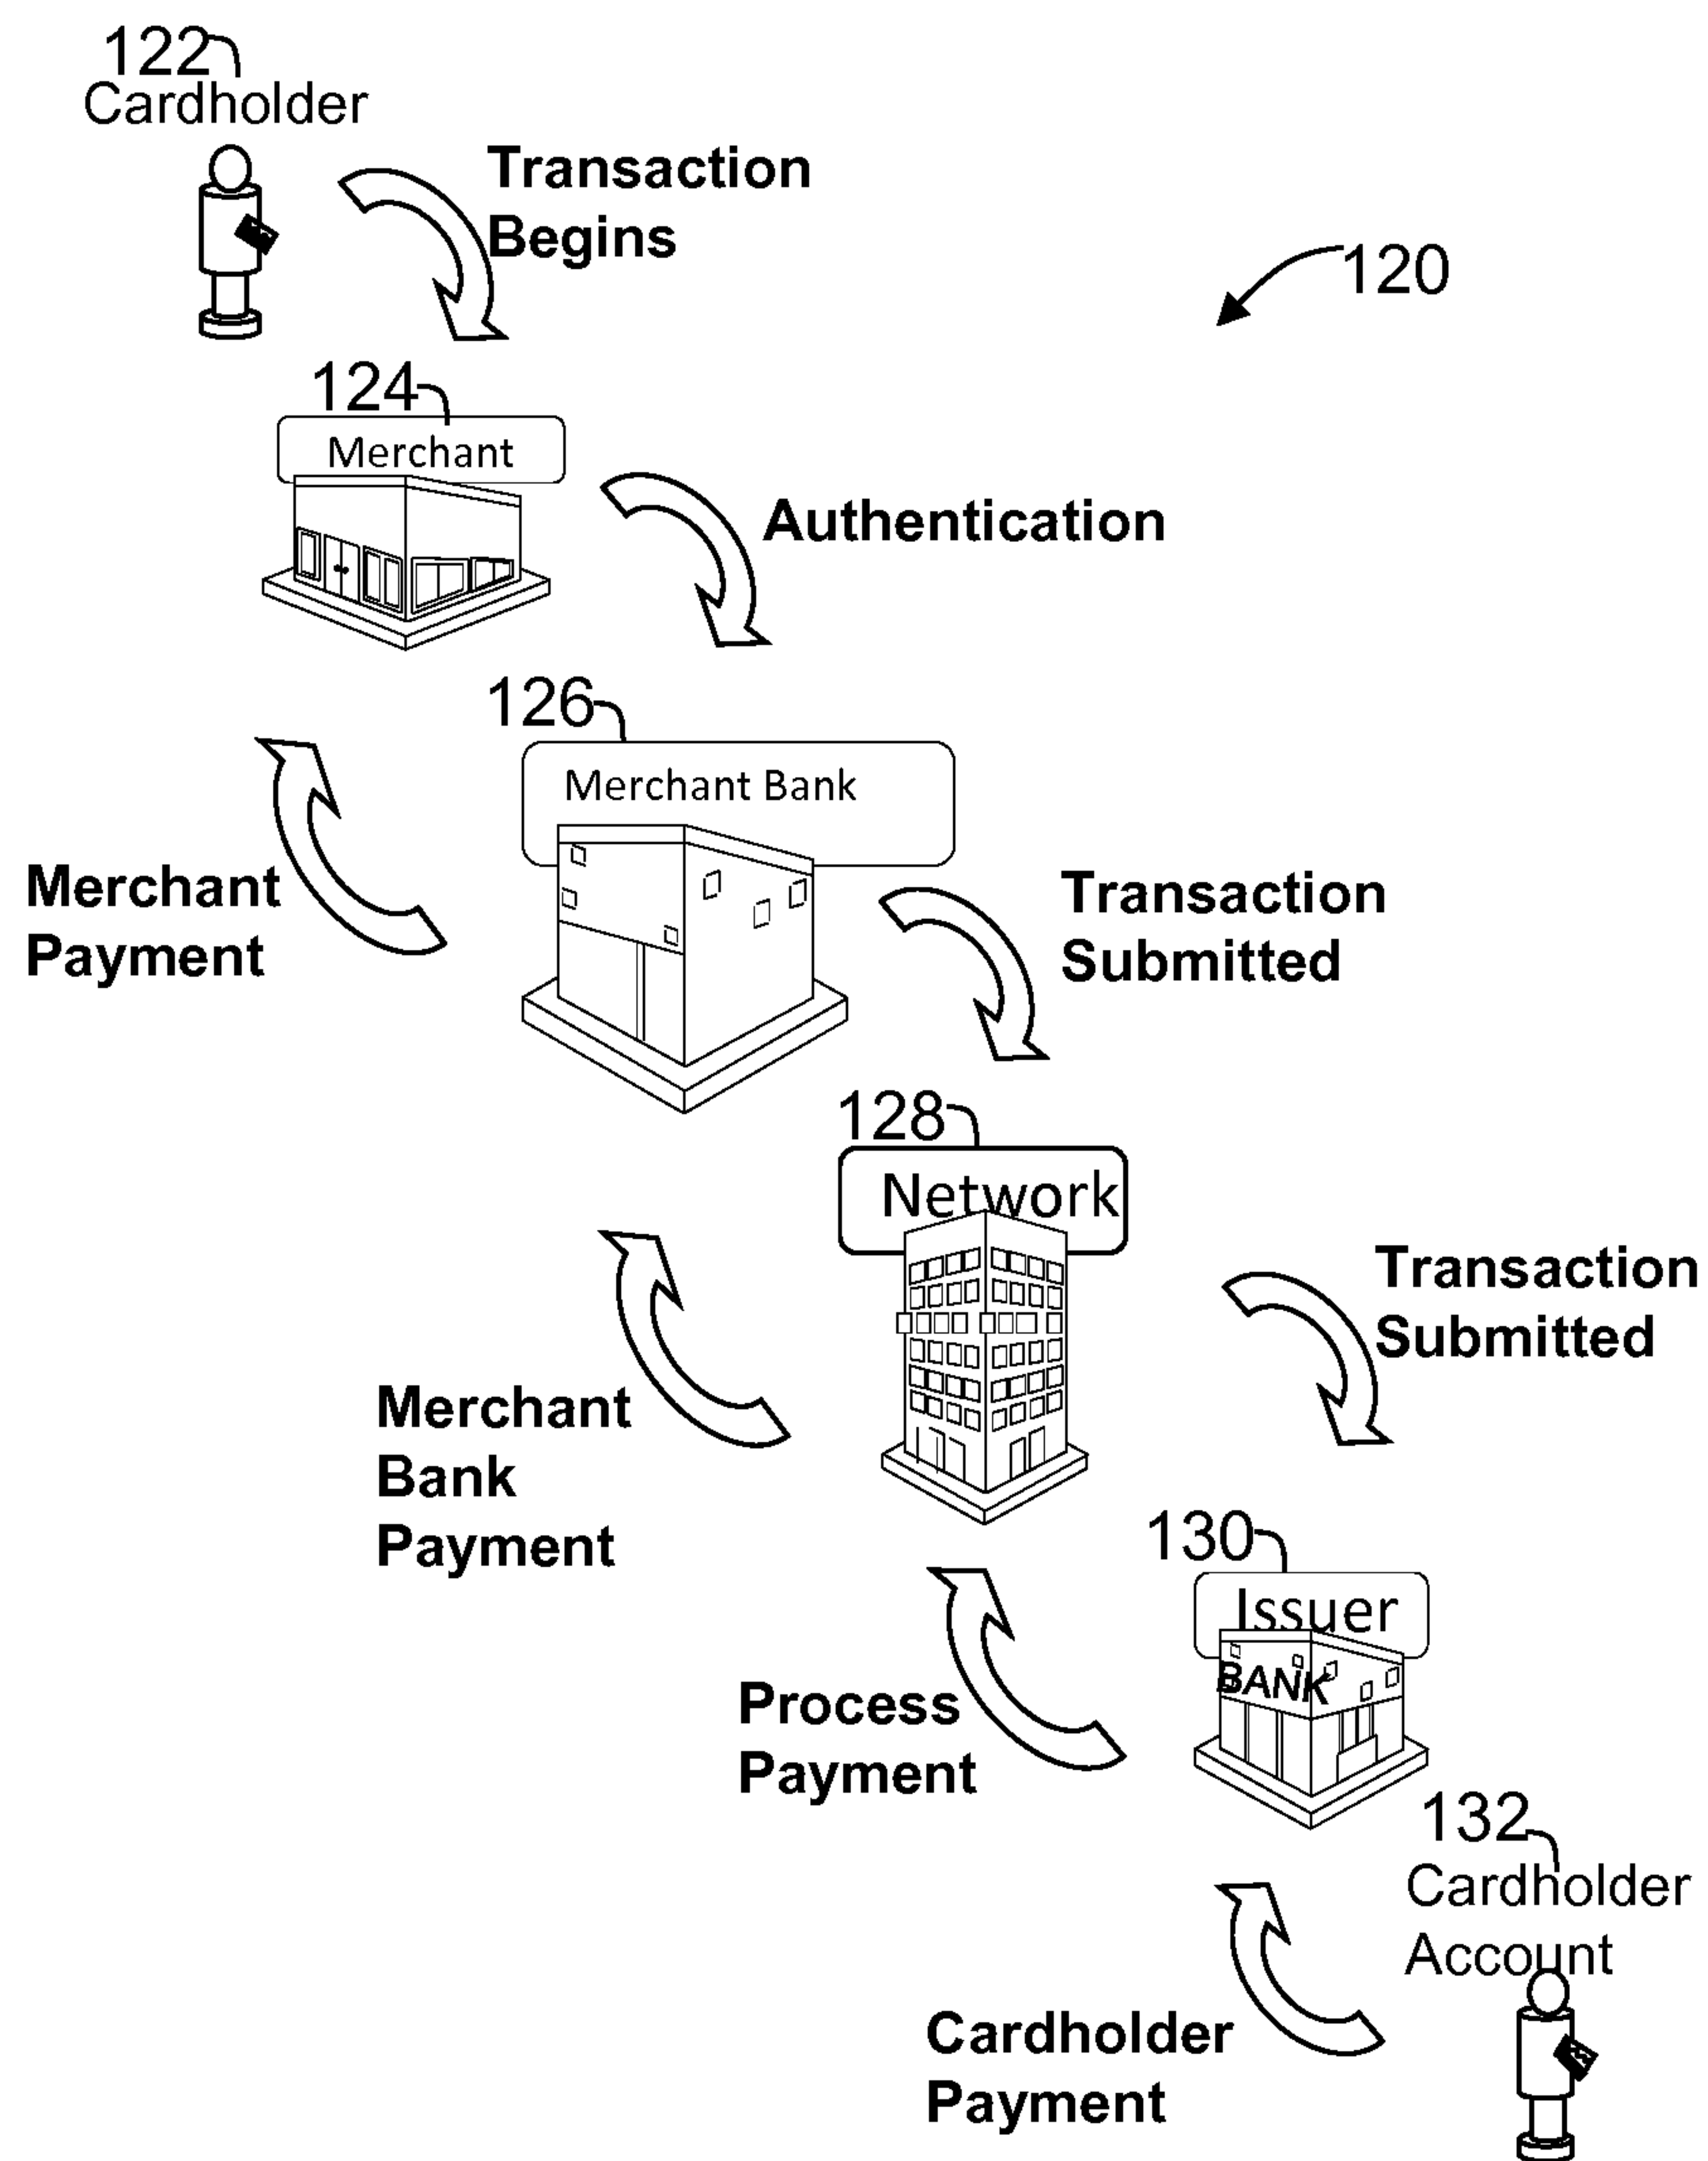 122
Cardholder
Transaction
Begins
120
124
Merchant
Authentication
126
Merchant Bank
Merchant
Payment
Transaction
Submitted
128
Network
Transaction
Submitted
Merchant
Bank
Payment
130
Issuer
BANK
Process
Payment
132
Cardholder
Account
Cardholder
Payment